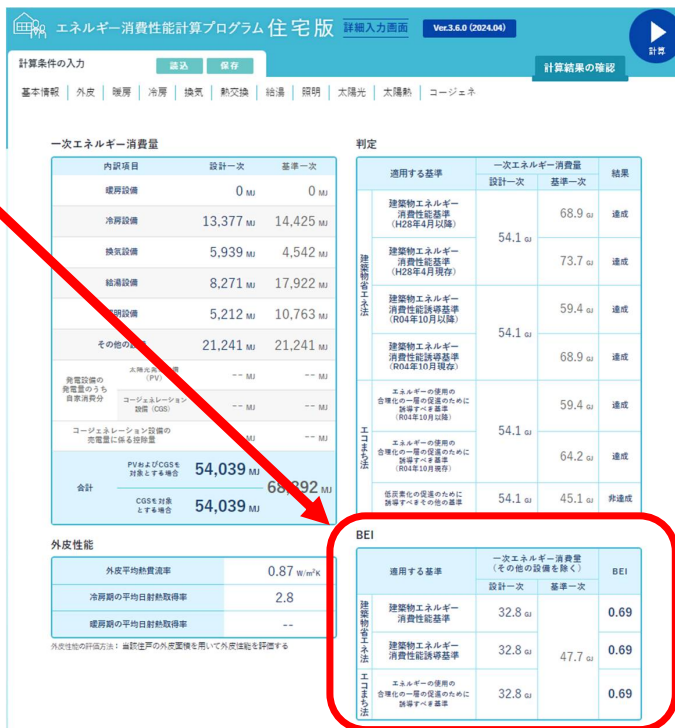 エネルギー消費性能計算プログラム 住宅版 詳細入力画面 Ver.3.6.0 (2024.04)
計算
計算条件の入力 読込 保存 計算結果の確認
基本情報 外皮 暖房 冷房 換気 熱交換 給湯 照明 太陽光 太陽熱 コージェネ
一次エネルギー消費量
内訳項目 設計一次 基準一次
暖房設備 0 MJ 0 MJ
冷房設備 13,377 MJ 14,425 MJ
換気設備 5,939 MJ 4,542 MJ
給湯設備 8,271 MJ 17,922 MJ
明設備 5,212 MJ 10,763 MJ
その他の 21,241 MJ 21,241 MJ
発電設備の
発電量のうち
自家消費分
(PV) -- MJ -- MJ
コージェネレーション
設備 (CGS) -- MJ -- MJ
コージェネレーション設備の
売電量に係る控除量 MJ -- MJ
合計
PVおよびCGSを
対象とする場合 54,039 MJ
CGSを対象
とする場合 54,039 MJ
MJ
判定
適用する基準 一次エネルギー消費量 結果
設計一次 基準一次
建築物省エネ法
建築物エネルギー
消費性能基準
(H28年4月以降) 68.9 GJ 達成
54.1 GJ
建築物エネルギー
消費性能基準
(H28年4月現存) 73.7 GJ 達成
建築物エネルギー
消費性能誘導基準
(R04年10月以降) 59.4 GJ 達成
54.1 GJ
建築物エネルギー
消費性能誘導基準
(R04年10月現存) 68.9 GJ 達成
エコまち法
エネルギーの使用の
合理化の一層の促進のために
誘導すべき基準
(R04年10月以降) 59.4 GJ 達成
54.1 GJ
エネルギーの使用の
合理化の一層の促進のために
誘導すべき基準
(R04年10月現存) 64.2 GJ 達成
低炭素化の促進のために
誘導すべきその他の基準 54.1 GJ 45.1 GJ 非達成
外皮性能
外皮平均熱貫流率 0.87 W/m²K
冷房期の平均日射熱取得率 2.8
暖房期の平均日射熱取得率 --
外皮性能の評価方法: 当該住戸の外皮面積を用いて外皮性能を評価する
BEI
適用する基準 一次エネルギー消費量
(その他の設備を除く) BEI
設計一次 基準一次
建築物省エネ法
建築物エネルギー
消費性能基準 32.8 GJ 0.69
建築物エネルギー
消費性能誘導基準 32.8 GJ 47.7 GJ 0.69
エコまち法
エネルギーの使用の
合理化の一層の促進のために
誘導すべき基準 32.8 GJ 0.69